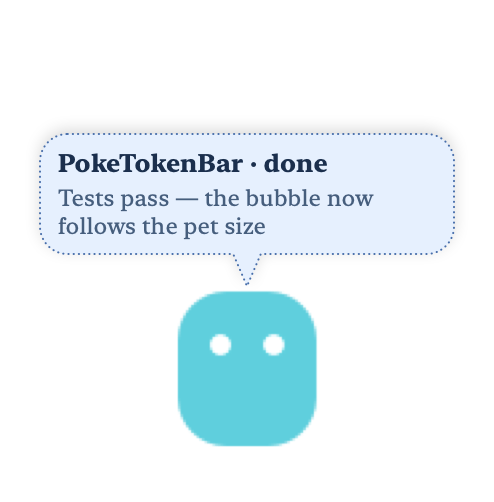 PokeTokenBar · done
Tests pass — the bubble now
follows the pet size